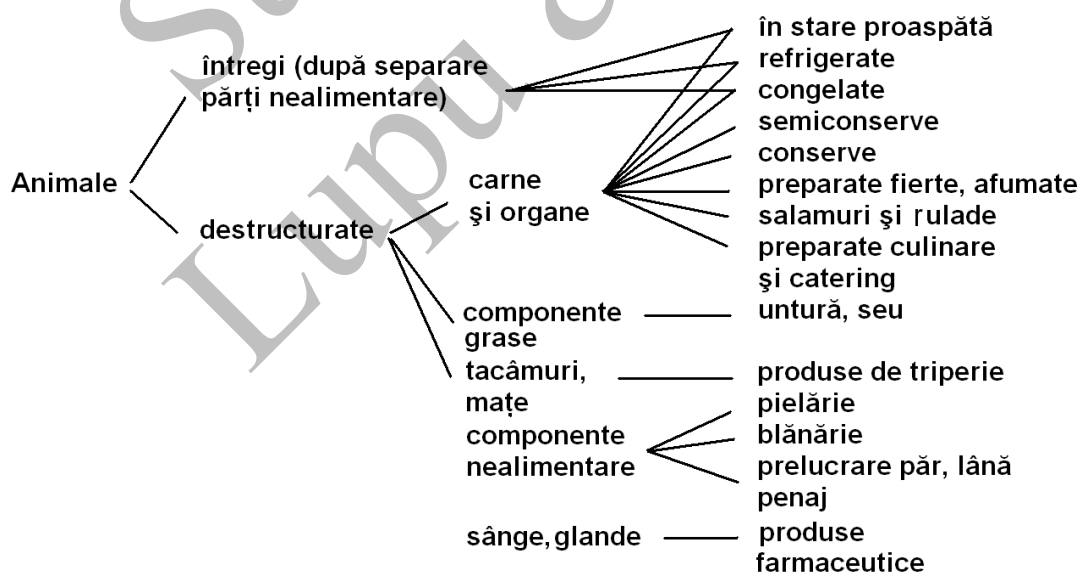 în stare proaspătă
întregi (după separare
părți nealimentare)
refrigerate
congelate
semiconserve
conserve
Animale
carne
și organe
preparate fierte, afumate
salamuri şi rulade
destructurate
preparate culinare
şi catering
componente
grase
untură, seu
tacâmuri,
mațe
produse de triperie
pielărie
componente
nealimentare
blănărie
prelucrare păr, lână
penaj
sânge, glande
produse
farmaceutice
Lupu